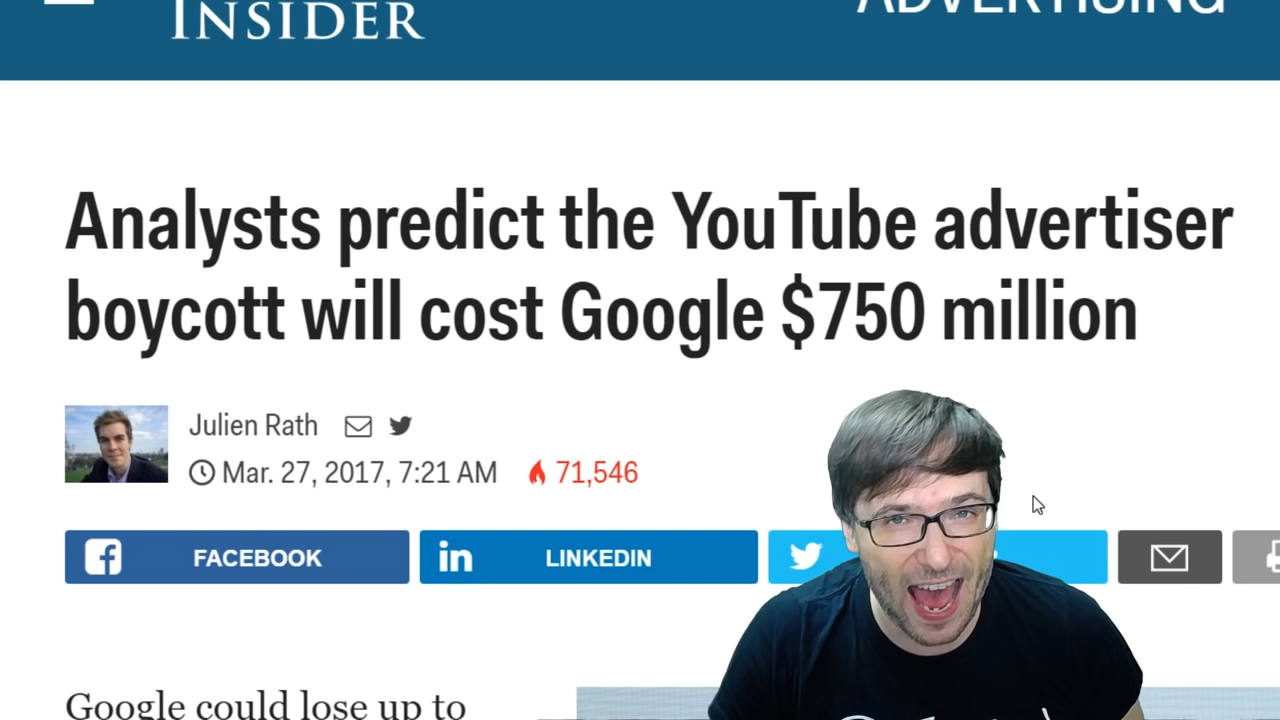 INSIDER
ADVERTISING
Analysts predict the YouTube advertiser
boycott will cost Google $750 million
Julien Rath
Mar. 27, 2017, 7:21 AM 71,546
FACEBOOK
LINKEDIN
Google could lose up to